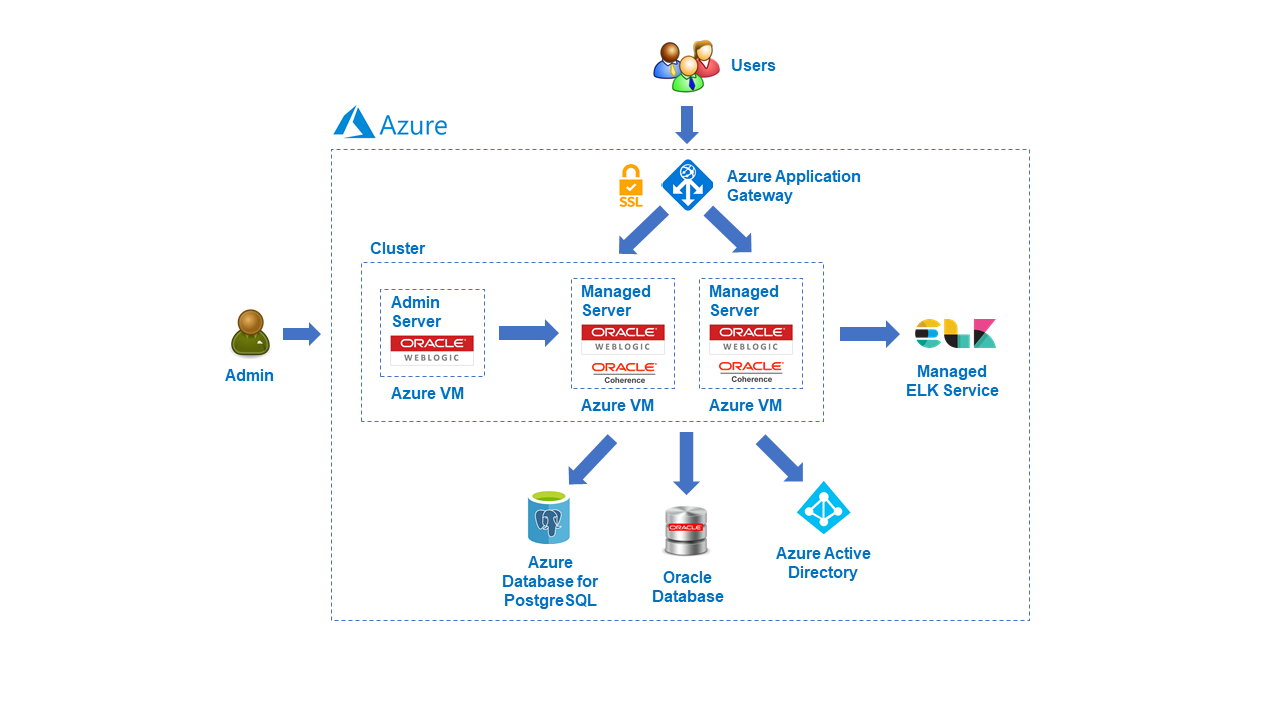 Users
Azure
Azure Application
Gateway
SSL
Cluster
Admin
Server
ORACLE
WEBLOGIC
Azure VM
Managed
Server
ORACLE
WEBLOGIC
ORACLE
Coherence
Azure VM
Managed
Server
ORACLE
WEBLOGIC
ORACLE
Coherence
Azure VM
Admin
ELK
Managed
ELK Service
Azure
Database for
PostgreSQL
ORACLE
Oracle
Database
Azure Active
Directory